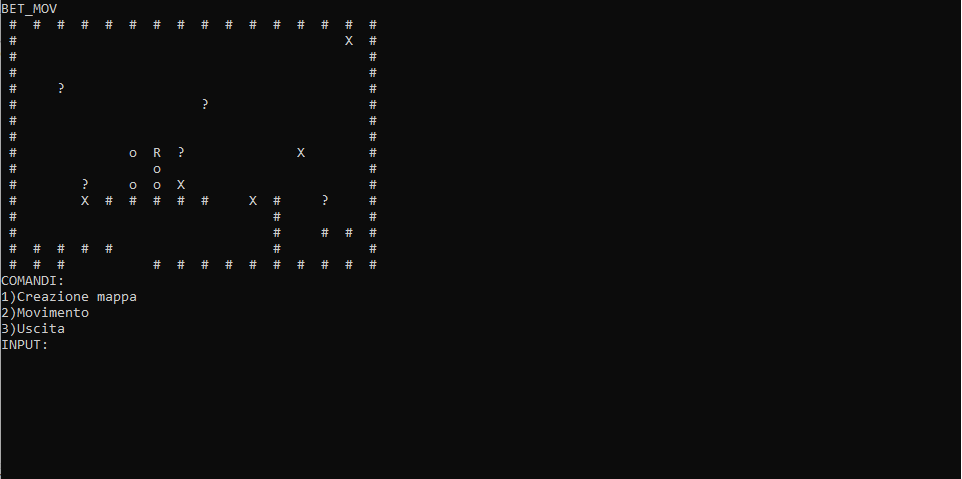 BET_MOV
 #  #  #  #  #  #  #  #  #  #  #  #  #  #  #  #
 #                                         X  #
 #                                            #
 #                                            #
 #     ?                                      #
 #                       ?                    #
 #                                            #
 #                                            #
 #              o  R  ?              X        #
 #                 o                          #
 #        ?     o  o  X                       #
 #        X  #  #  #  #  #     X  #     ?     #
 #                                #           #
 #                                #     #  #  #
 #  #  #  #  #                    #           #
 #  #  #           #  #  #  #  #  #  #  #  #  #
COMANDI:
1)Creazione mappa
2)Movimento
3)Uscita
INPUT: